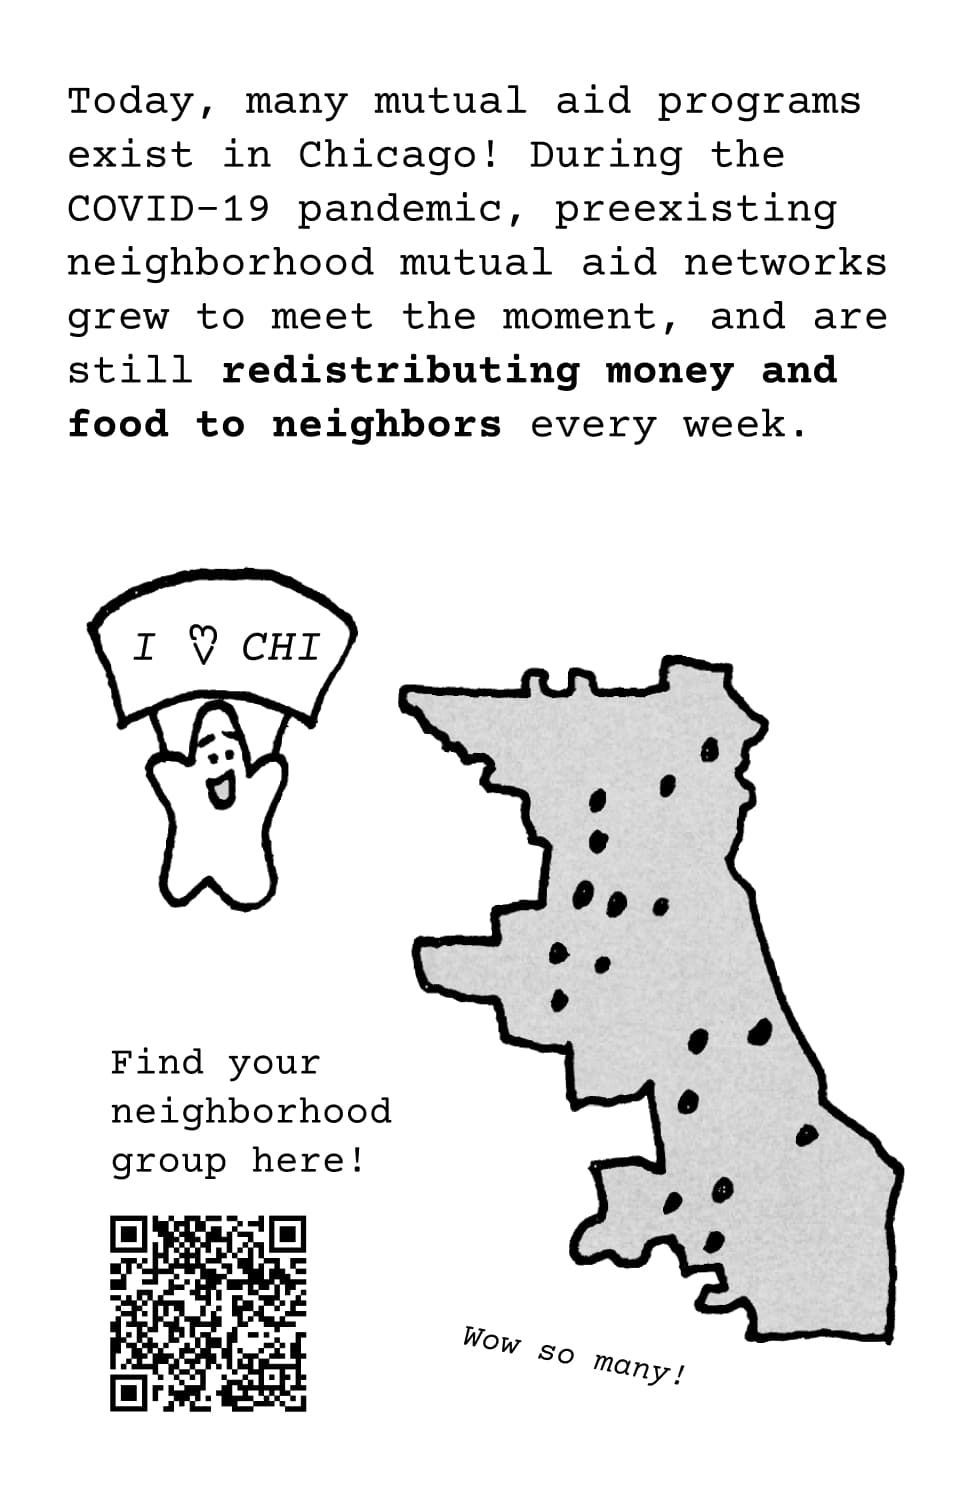 Today, many mutual aid programs
exist in Chicago! During the
COVID-19 pandemic, preexisting
neighborhood mutual aid networks
grew to meet the moment, and are
still redistributing money and
food to neighbors every week.
I ♡ CHI
Find your
neighborhood
group here!
Wow so many!